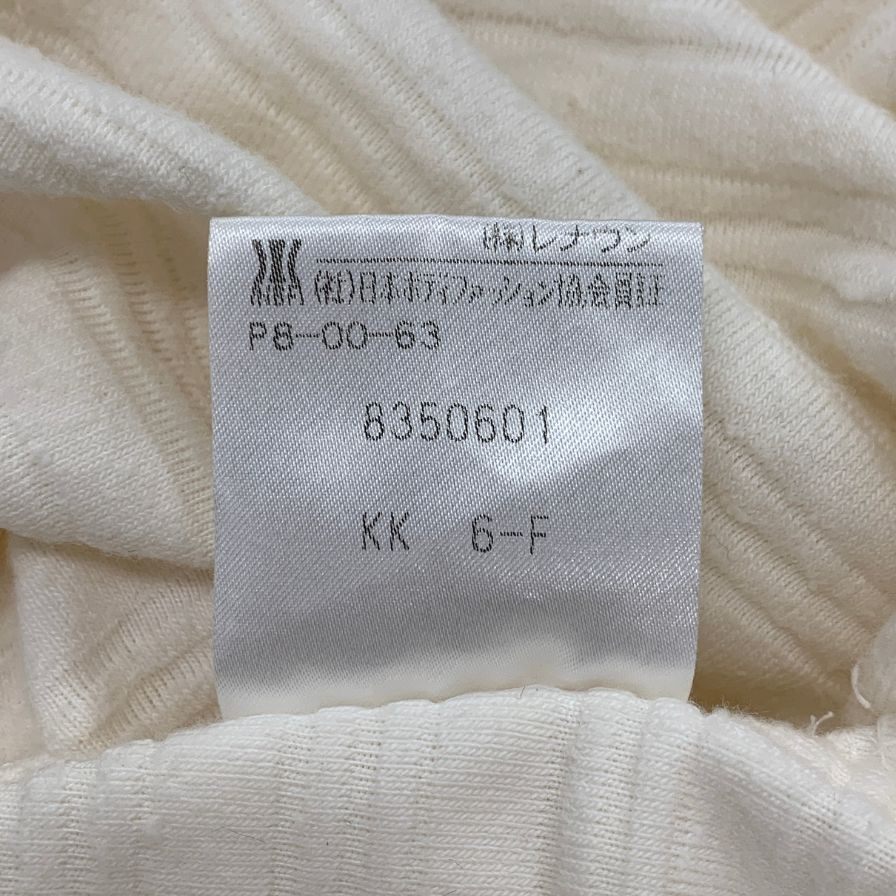 (株)レナウン
(社)日本ボディファッション協会員証
P8-00-63
8350601
KK 6-F